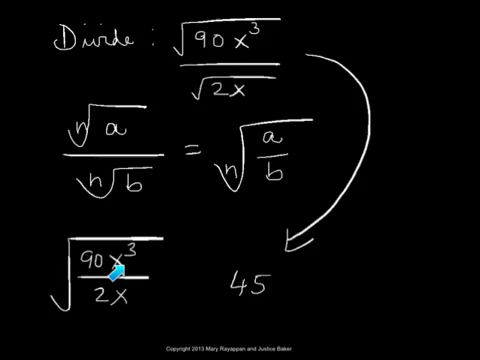 Divide : √(90x³) / √(2x)
ⁿ√a / ⁿ√b = ⁿ√(a/b)
√(90x³ / 2x) 45
Copyright 2013 Mary Rayappan and Justice Baker